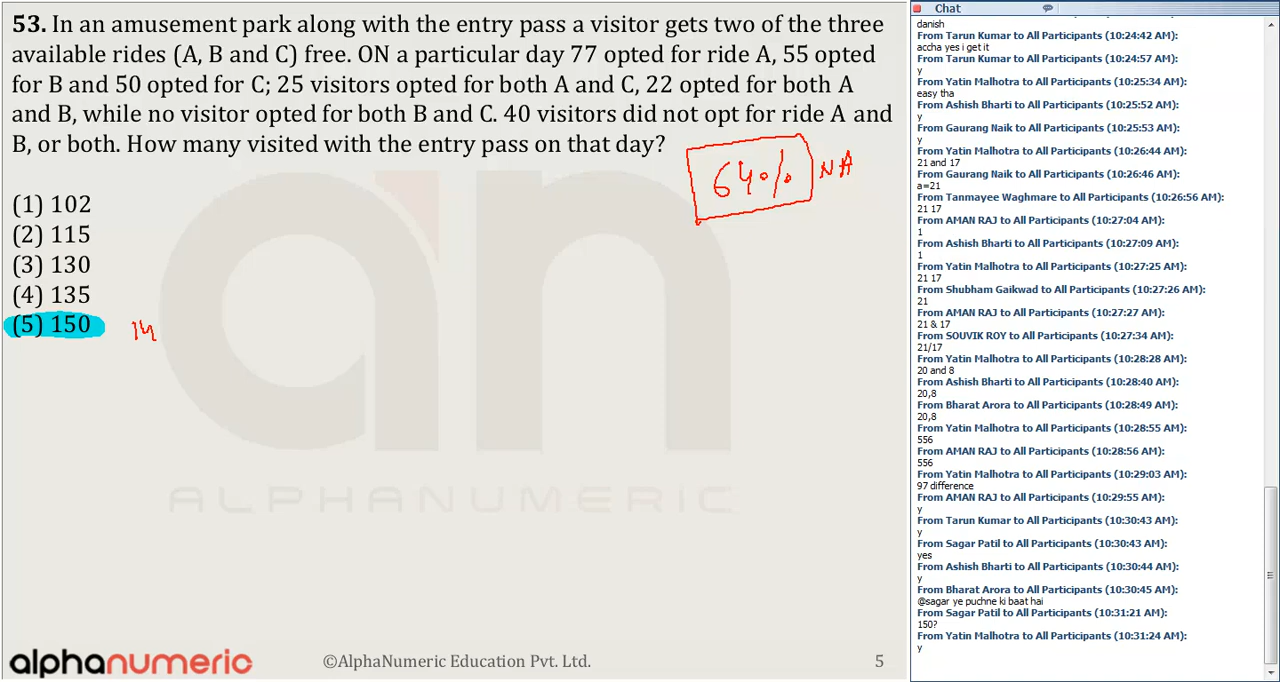 53. In an amusement park along with the entry pass a visitor gets two of the three
available rides (A, B and C) free. ON a particular day 77 opted for ride A, 55 opted
for B and 50 opted for C; 25 visitors opted for both A and C, 22 opted for both A
and B, while no visitor opted for both B and C. 40 visitors did not opt for ride A and
B, or both. How many visited with the entry pass on that day?
64% NA
(1) 102
(2) 115
(3) 130
(4) 135
(5) 150
14
an
ALPHANUMERIC
alphanumeric
©AlphaNumeric Education Pvt. Ltd.
5
Chat
danish
From Tarun Kumar to All Participants (10:24:42 AM):
accha yes i get it
From Tarun Kumar to All Participants (10:24:57 AM):
y
From Yatin Malhotra to All Participants (10:25:34 AM):
easy tha
From Ashish Bharti to All Participants (10:25:52 AM):
y
From Gaurang Naik to All Participants (10:25:53 AM):
y
From Yatin Malhotra to All Participants (10:26:44 AM):
21 and 17
From Gaurang Naik to All Participants (10:26:46 AM):
a=21
From Tanmayee Waghmare to All Participants (10:26:56 AM):
21 17
From AMAN RAJ to All Participants (10:27:04 AM):
1
From Ashish Bharti to All Participants (10:27:09 AM):
1
From Yatin Malhotra to All Participants (10:27:25 AM):
21 17
From Shubham Gaikwad to All Participants (10:27:26 AM):
21
From AMAN RAJ to All Participants (10:27:27 AM):
21 & 17
From SOUVIK ROY to All Participants (10:27:34 AM):
21/17
From Yatin Malhotra to All Participants (10:28:28 AM):
20 and 8
From Ashish Bharti to All Participants (10:28:40 AM):
20,8
From Bharat Arora to All Participants (10:28:49 AM):
20,8
From Yatin Malhotra to All Participants (10:28:55 AM):
556
From AMAN RAJ to All Participants (10:28:56 AM):
556
From Yatin Malhotra to All Participants (10:29:03 AM):
97 difference
From AMAN RAJ to All Participants (10:29:55 AM):
y
From Tarun Kumar to All Participants (10:30:43 AM):
y
From Sagar Patil to All Participants (10:30:43 AM):
yes
From Ashish Bharti to All Participants (10:30:44 AM):
y
From Bharat Arora to All Participants (10:30:45 AM):
@sagar ye puchne ki baat hai
From Sagar Patil to All Participants (10:31:21 AM):
150?
From Yatin Malhotra to All Participants (10:31:24 AM):
y